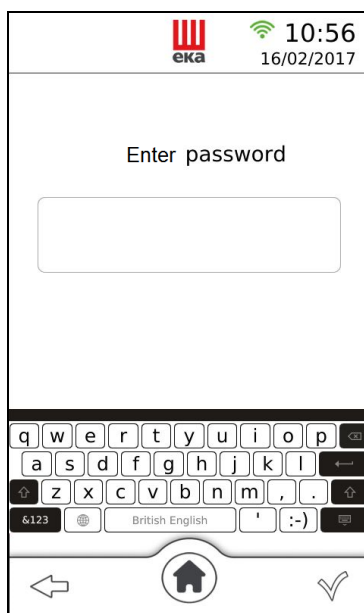 10:56
eka
16/02/2017
Enter password
q w e r t y u i o p
a s d f g h j k l
z x c v b n m , .
&123 British English ' :-)